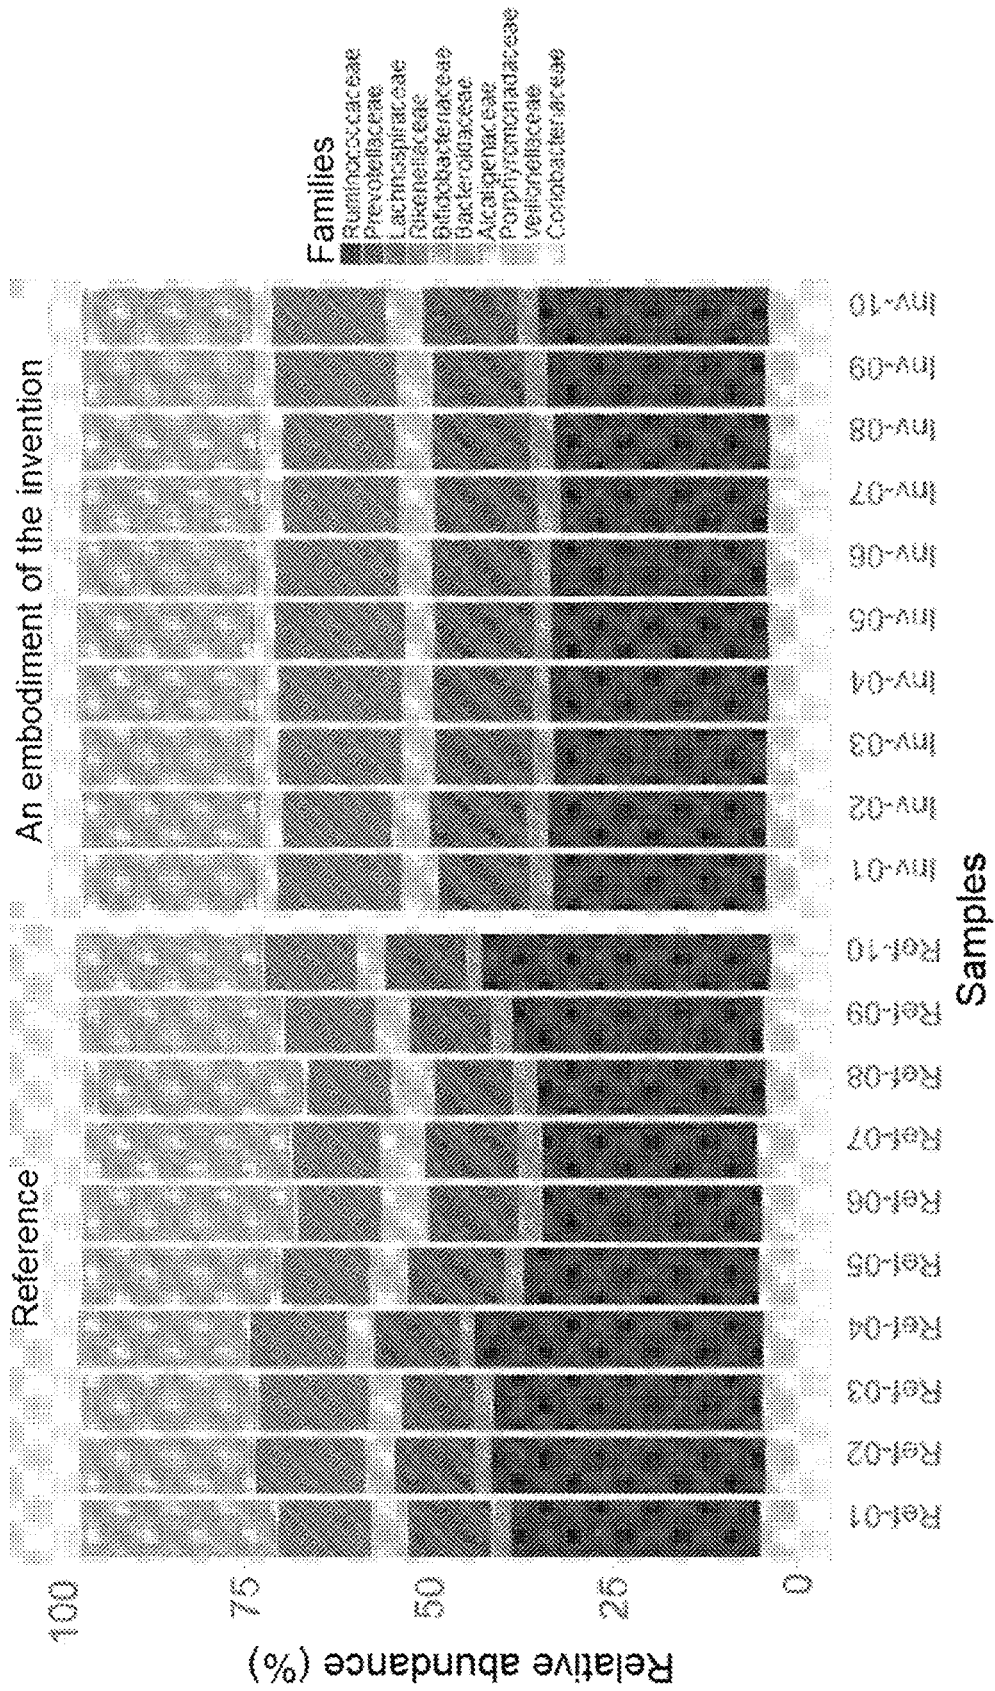 Reference
An embodiment of the invention
Relative abundance (%)
100
75
50
25
0
Ref-01
Ref-02
Ref-03
Ref-04
Ref-05
Ref-06
Ref-07
Ref-08
Ref-09
Ref-10
Inv-01
Inv-02
Inv-03
Inv-04
Inv-05
Inv-06
Inv-07
Inv-08
Inv-09
Inv-10
Samples
Families
Ruminococcaceae
Prevotellaceae
Lachnospiraceae
Rikenellaceae
Bifidobacteriaceae
Bacteroidaceae
Alcaligenaceae
Porphyromonadaceae
Veillonellaceae
Coriobacteriaceae